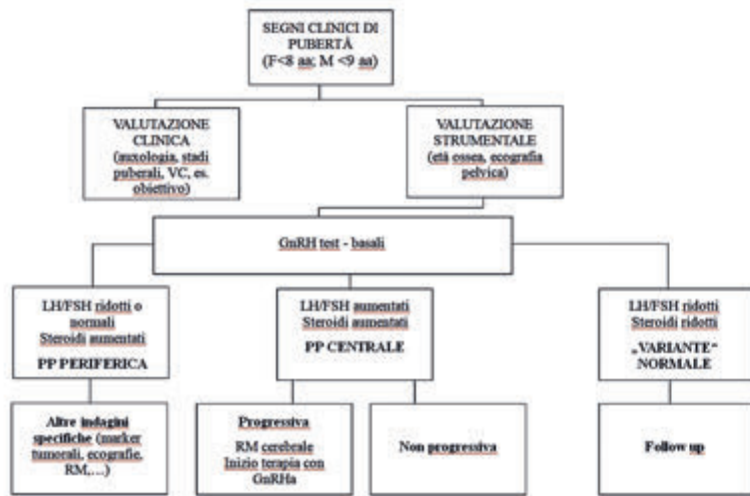 SEGNI CLINICI DI
PUBERTÀ
(F<8 aa; M <9 aa)
VALUTAZIONE
CLINICA
(auxologia, stadi
puberali, VC, es.
obiettivo)
VALUTAZIONE
STRUMENTALE
(età ossea, ecografia
pelvica)
GnRH test - basali
LH/FSH ridotti o
normali
Steroidi aumentati
PP PERIFERICA
LH/FSH aumentati
Steroidi aumentati
PP CENTRALE
LH/FSH ridotti
Steroidi ridotti
„VARIANTE“
NORMALE
Altre indagini
specifiche (marker
tumorali, ecografie,
RM,…)
Progressiva
RM cerebrale
Inizio terapia con
GnRHa
Non progressiva
Follow up